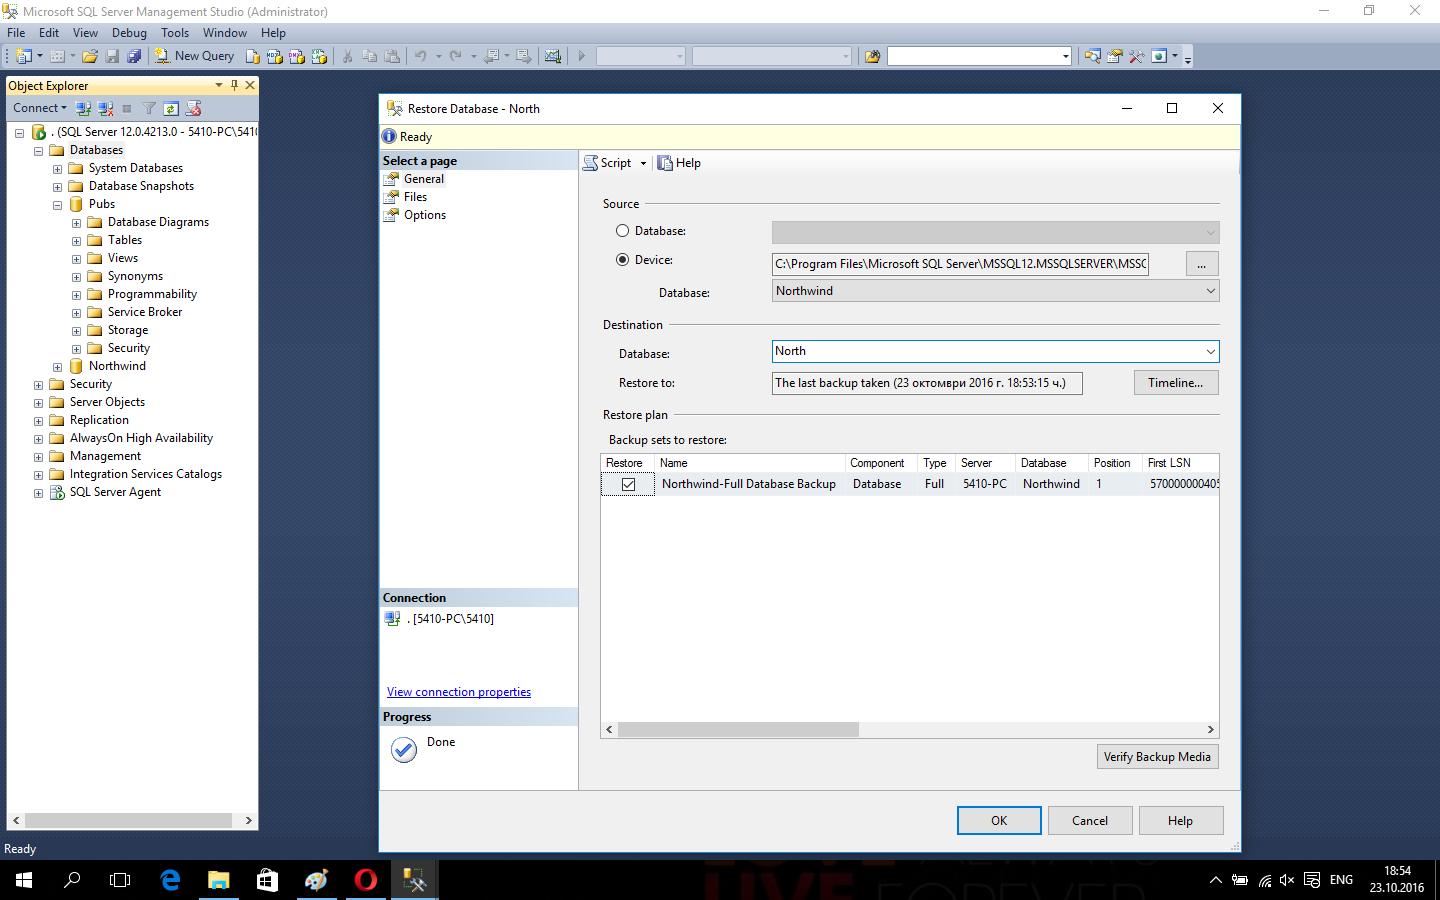 Microsoft SQL Server Management Studio (Administrator)
File Edit View Debug Tools Window Help
New Query
Object Explorer
Connect
. (SQL Server 12.0.4213.0 - 5410-PC\541
Databases
System Databases
Database Snapshots
Pubs
Database Diagrams
Tables
Views
Synonyms
Programmability
Service Broker
Storage
Security
Northwind
Security
Server Objects
Replication
AlwaysOn High Availability
Management
Integration Services Catalogs
SQL Server Agent
Ready
Restore Database - North
Ready
Select a page
General
Files
Options
Connection
. [5410-PC\5410]
View connection properties
Progress
Done
Script Help
Source
Database:
Device: C:\Program Files\Microsoft SQL Server\MSSQL12.MSSQLSERVER\MSSQ ...
Database: Northwind
Destination
Database: North
Restore to: The last backup taken (23 октомври 2016 г. 18:53:15 ч.) Timeline...
Restore plan
Backup sets to restore:
Restore Name Component Type Server Database Position First LSN
Northwind-Full Database Backup Database Full 5410-PC Northwind 1 57000000405
Verify Backup Media
OK Cancel Help
LIVE FOREVER
ENG
18:54
23.10.2016